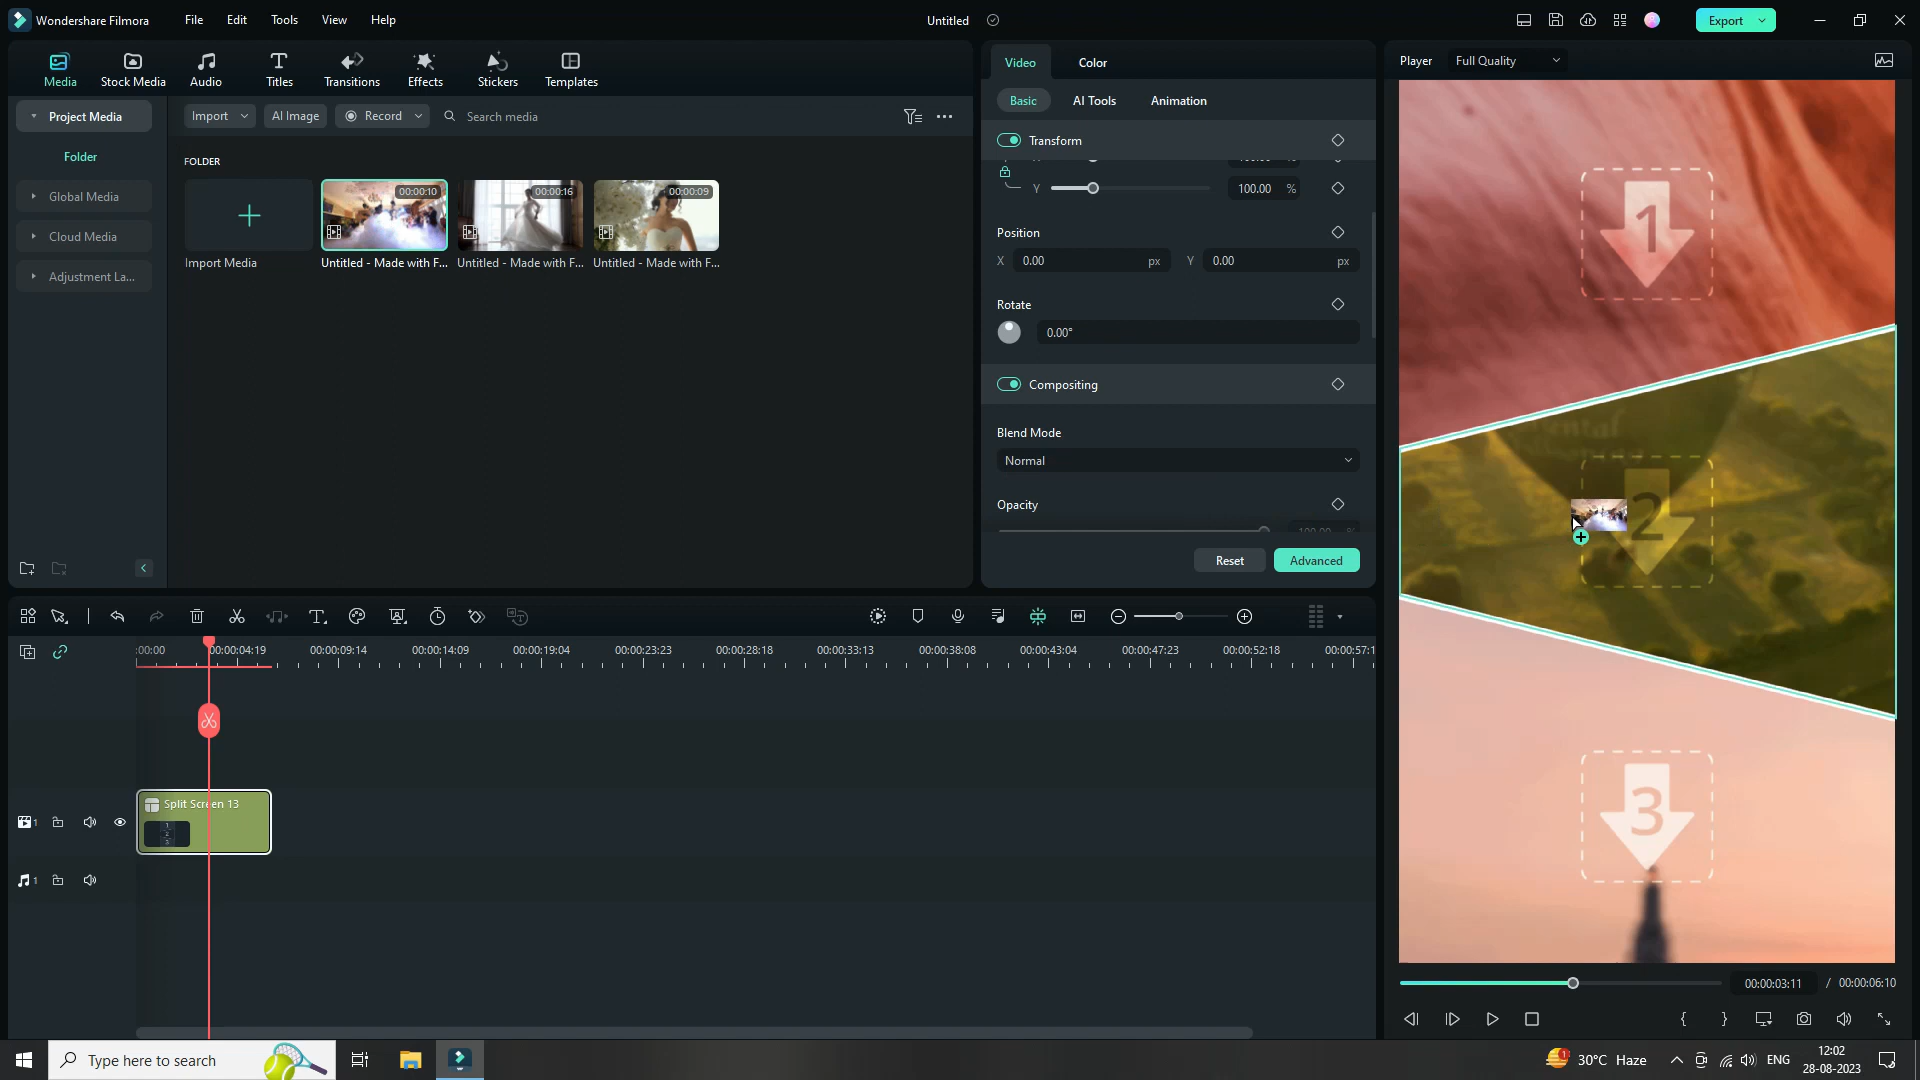 Wondershare Filmora
File
Edit
Tools
View
Help
Untitled
Export
Media
Stock Media
Audio
Titles
Transitions
Effects
Stickers
Templates
Video
Color
Player
Full Quality
Project Media
Import
AI Image
Record
Search media
Basic
AI Tools
Animation
Folder
FOLDER
Transform
Global Media
Cloud Media
Adjustment La...
00:00:10
00:00:16
00:00:09
Import Media
Untitled - Made with F...
Untitled - Made with F...
Untitled - Made with F...
Y
100.00
%
Position
X
0.00
px
Y
0.00
px
Rotate
0.00°
Compositing
Blend Mode
Normal
Opacity
100.00 %
Reset
Advanced
1
2
3
:00:00
00:00:04:19
00:00:09:14
00:00:14:09
00:00:19:04
00:00:23:23
00:00:28:18
00:00:33:13
00:00:38:08
00:00:43:04
00:00:47:23
00:00:52:18
00:00:57:1
Split Screen 13
1
1
00:00:03:11
/
00:00:06:10
{
}
Type here to search
1
30°C Haze
ENG
12:02
28-08-2023